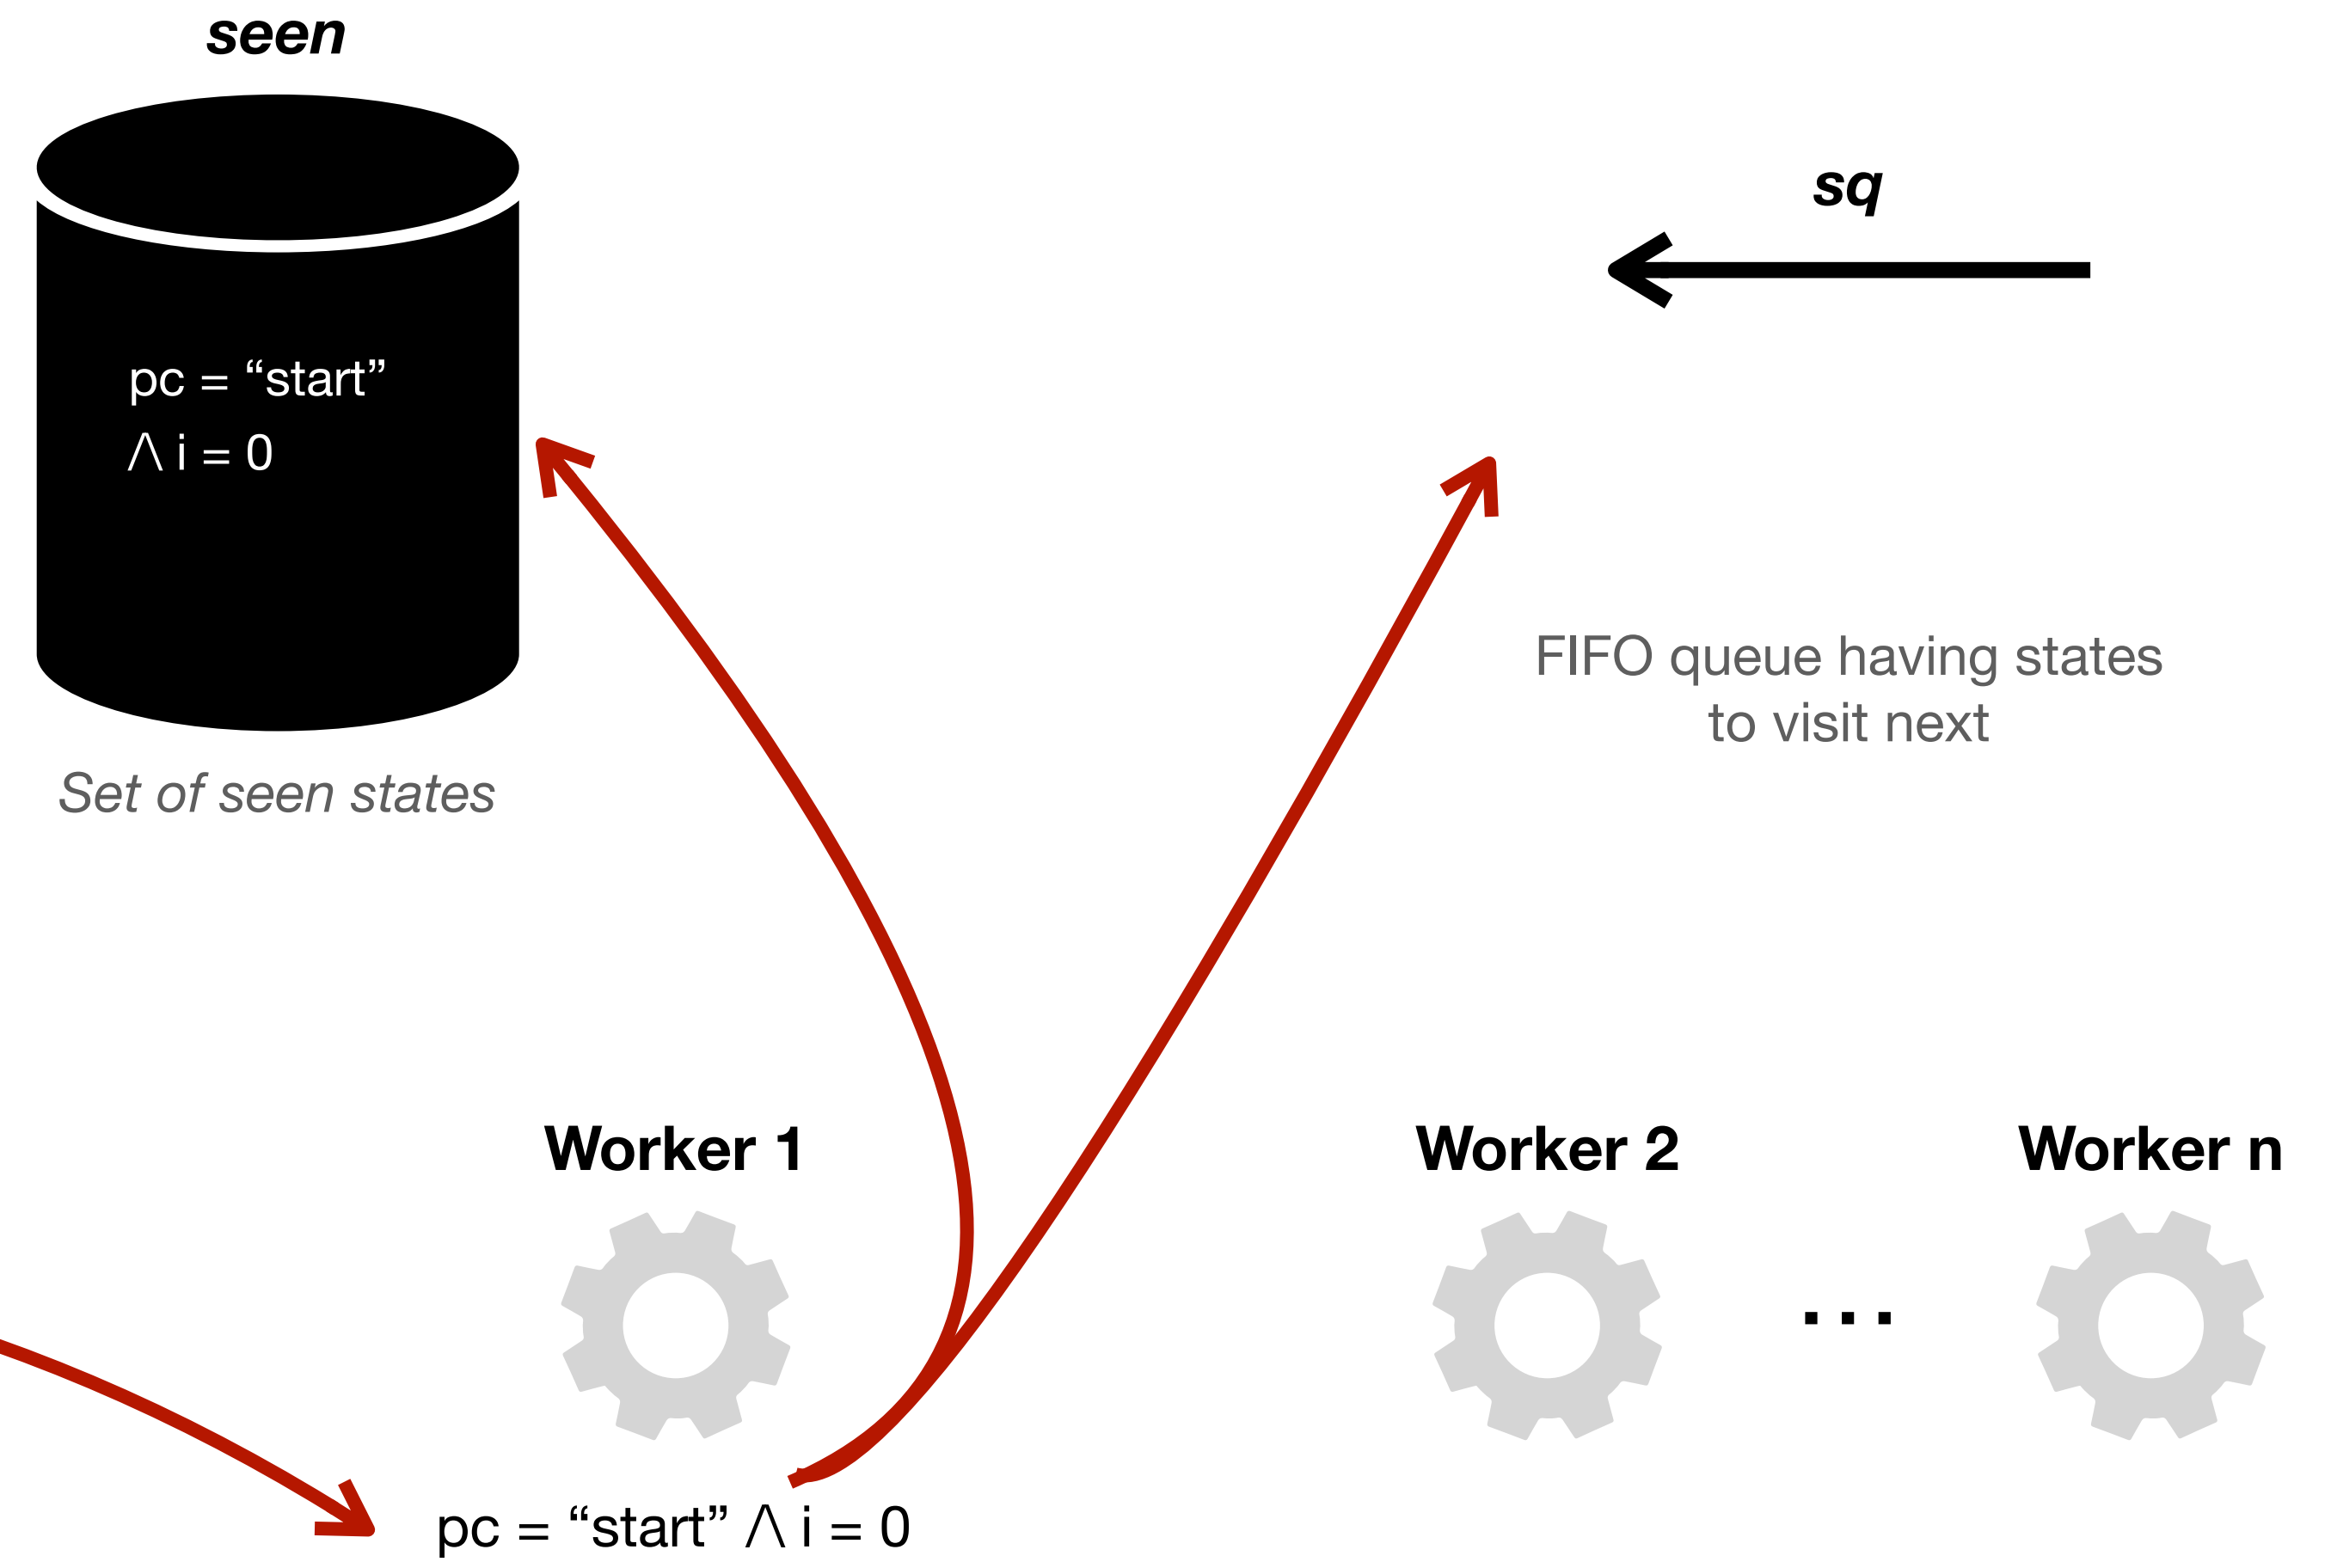 seen
sq
pc = “start”
⋀ i = 0
FIFO queue having states
to visit next
Set of seen states
Worker 1
Worker 2
Worker n
...
pc = “start” ⋀ i = 0